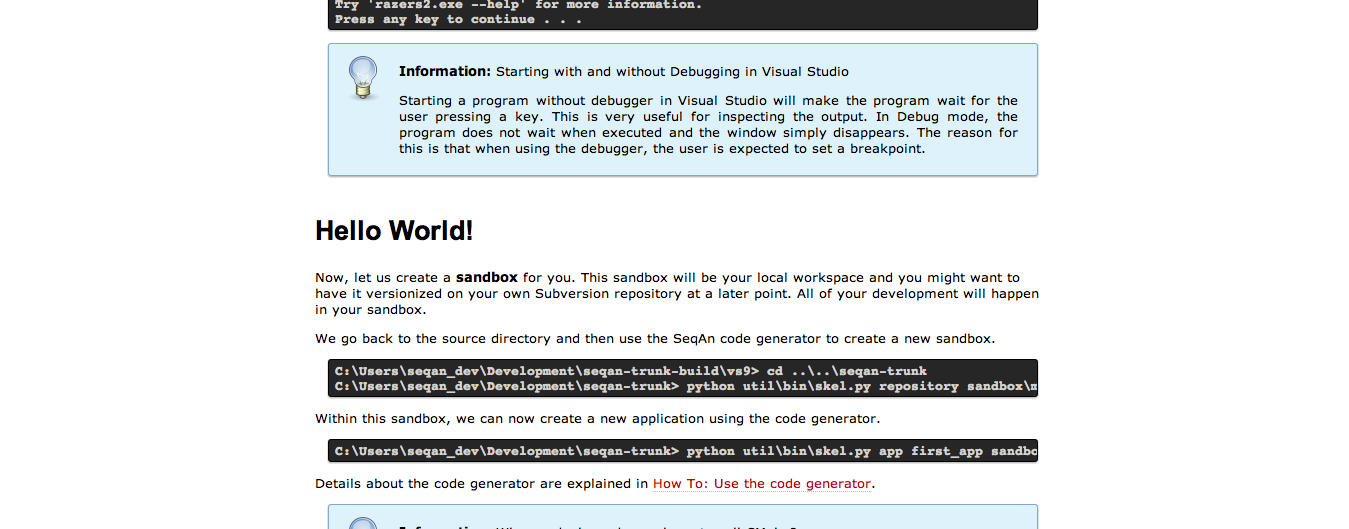 Try 'razers2.exe --help' for more information.
Press any key to continue . . .
Information: Starting with and without Debugging in Visual Studio
Starting a program without debugger in Visual Studio will make the program wait for the
user pressing a key. This is very useful for inspecting the output. In Debug mode, the
program does not wait when executed and the window simply disappears. The reason for
this is that when using the debugger, the user is expected to set a breakpoint.
Hello World!
Now, let us create a sandbox for you. This sandbox will be your local workspace and you might want to
have it versionized on your own Subversion repository at a later point. All of your development will happen
in your sandbox.
We go back to the source directory and then use the SeqAn code generator to create a new sandbox.
C:\Users\seqan_dev\Development\seqan-trunk-build\vs9> cd ..\..\seqan-trunk
C:\Users\seqan_dev\Development\seqan-trunk> python util\bin\skel.py repository sandbox\m
Within this sandbox, we can now create a new application using the code generator.
C:\Users\seqan_dev\Development\seqan-trunk> python util\bin\skel.py app first_app sandbo
Details about the code generator are explained in How To: Use the code generator.